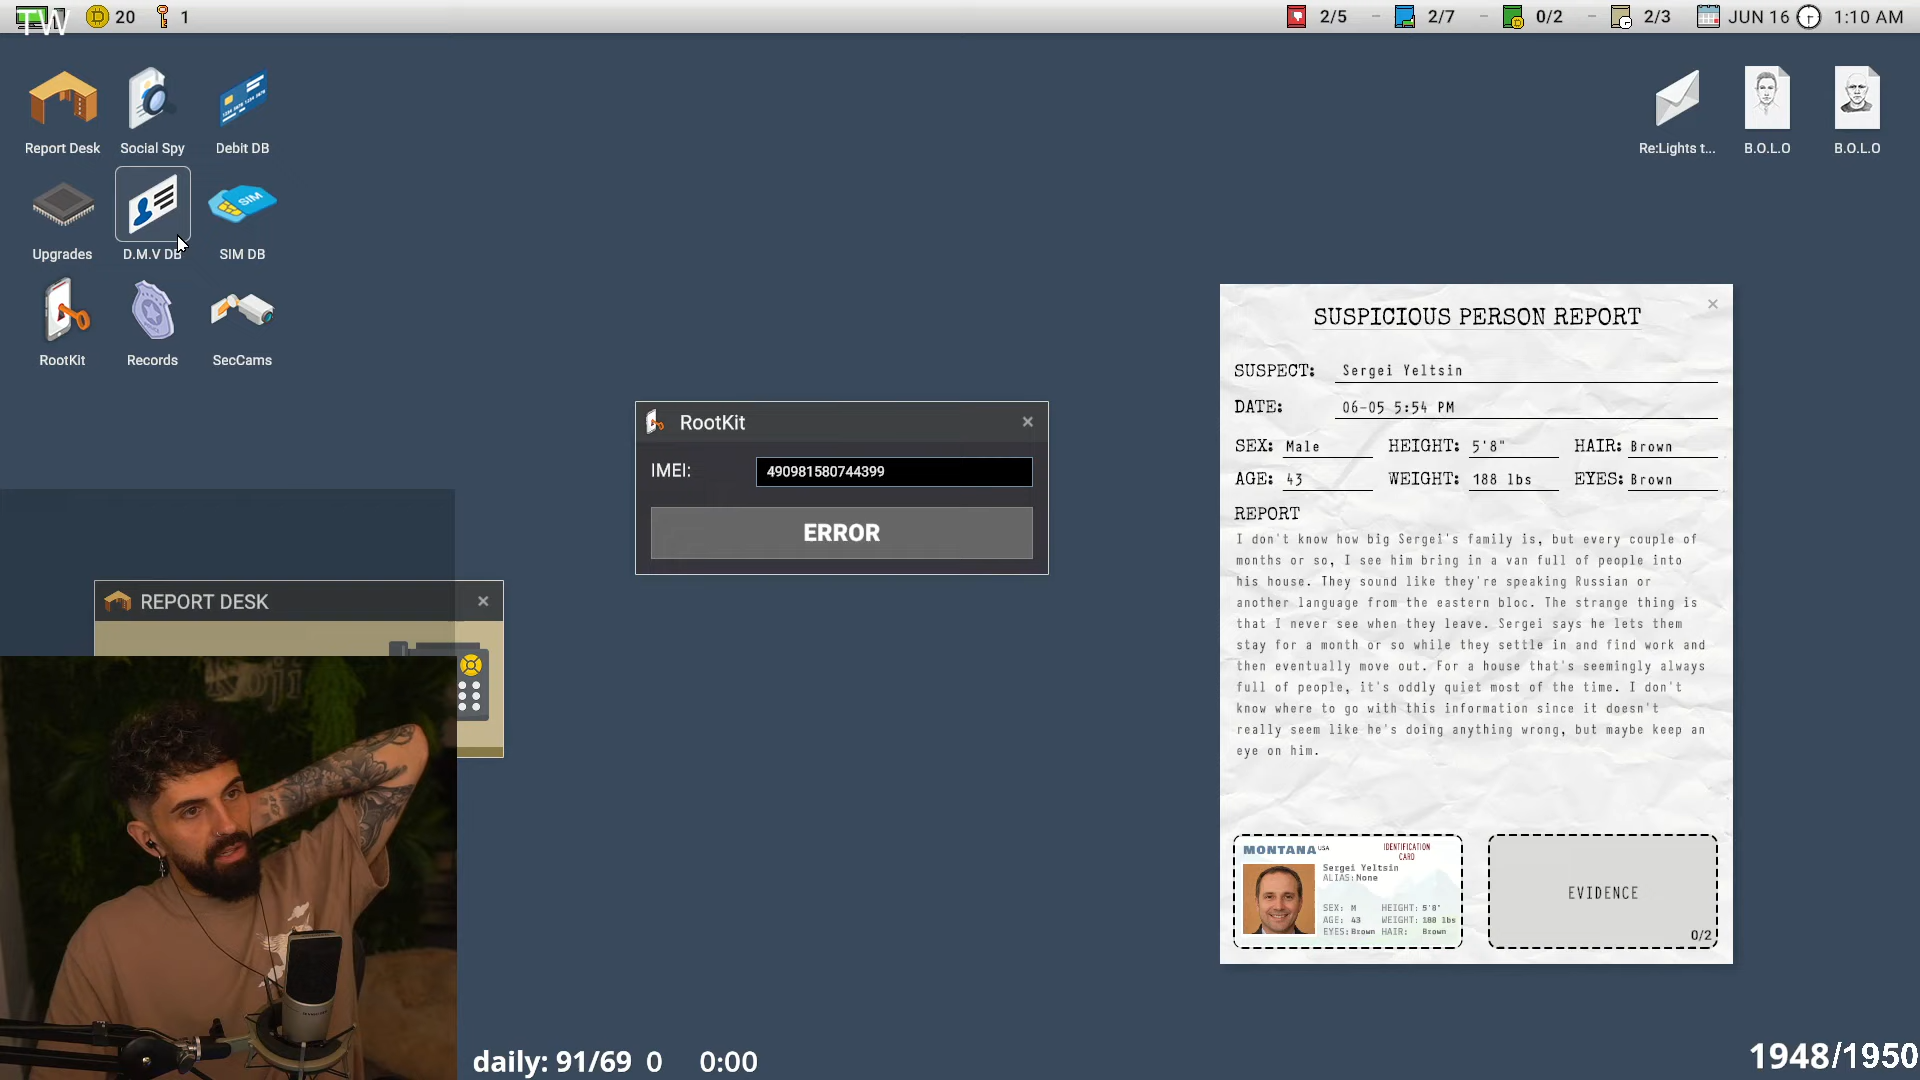 TW
20
1
2/5
2/7
0/2
2/3
JUN 16
1:10 AM
Report Desk
Social Spy
Debit DB
Upgrades
D.M.V DB
SIM DB
SIM
RootKit
Records
SecCams
Re:Lights t...
B.O.L.O
B.O.L.O
RootKit
IMEI:
490981580744399
ERROR
REPORT DESK
Koji
SUSPICIOUS PERSON REPORT
SUSPECT: Sergei Yeltsin
DATE: 06-05 5:54 PM
SEX: Male HEIGHT: 5'8" HAIR: Brown
AGE: 43 WEIGHT: 188 lbs EYES: Brown
REPORT
I don't know how big Sergei's family is, but every couple of
months or so, I see him bring in a van full of people into
his house. They sound like they're speaking Russian or
another language from the eastern bloc. The strange thing is
that I never see when they leave. Sergei says he lets them
stay for a month or so while they settle in and find work and
then eventually move out. For a house that's seemingly always
full of people, it's oddly quiet most of the time. I don't
know where to go with this information since it doesn't
really seem like he's doing anything wrong, but maybe keep an
eye on him.
MONTANA USA IDENTIFICATION CARD
Sergei Yeltsin
ALIAS: None
SEX: M HEIGHT: 5'8"
AGE: 43 WEIGHT: 188 lbs
EYES: Brown HAIR: Brown
EVIDENCE
0/2
daily: 91/69 0 0:00
1948/1950